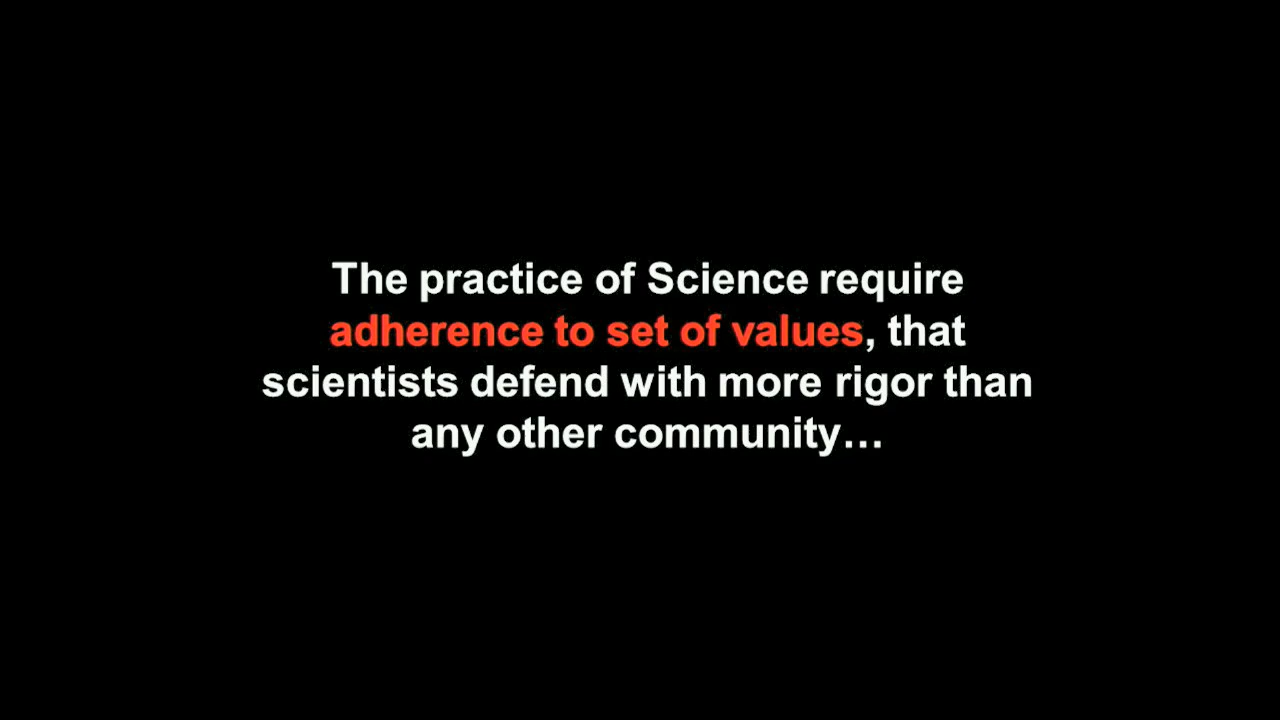 The practice of Science require
adherence to set of values, that
scientists defend with more rigor than
any other community…